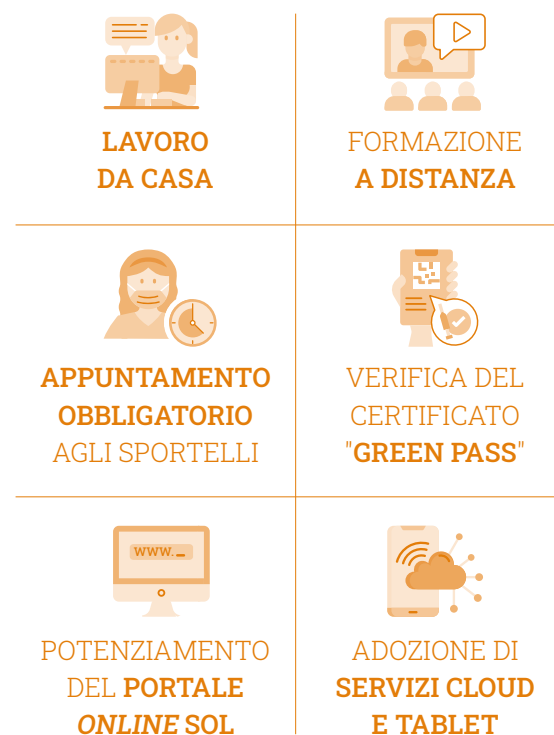 LAVORO
DA CASA
FORMAZIONE
A DISTANZA
APPUNTAMENTO
OBBLIGATORIO
AGLI SPORTELLI
VERIFICA DEL
CERTIFICATO
"GREEN PASS"
WWW._
POTENZIAMENTO
DEL PORTALE
ONLINE SOL
ADOZIONE DI
SERVIZI CLOUD
E TABLET